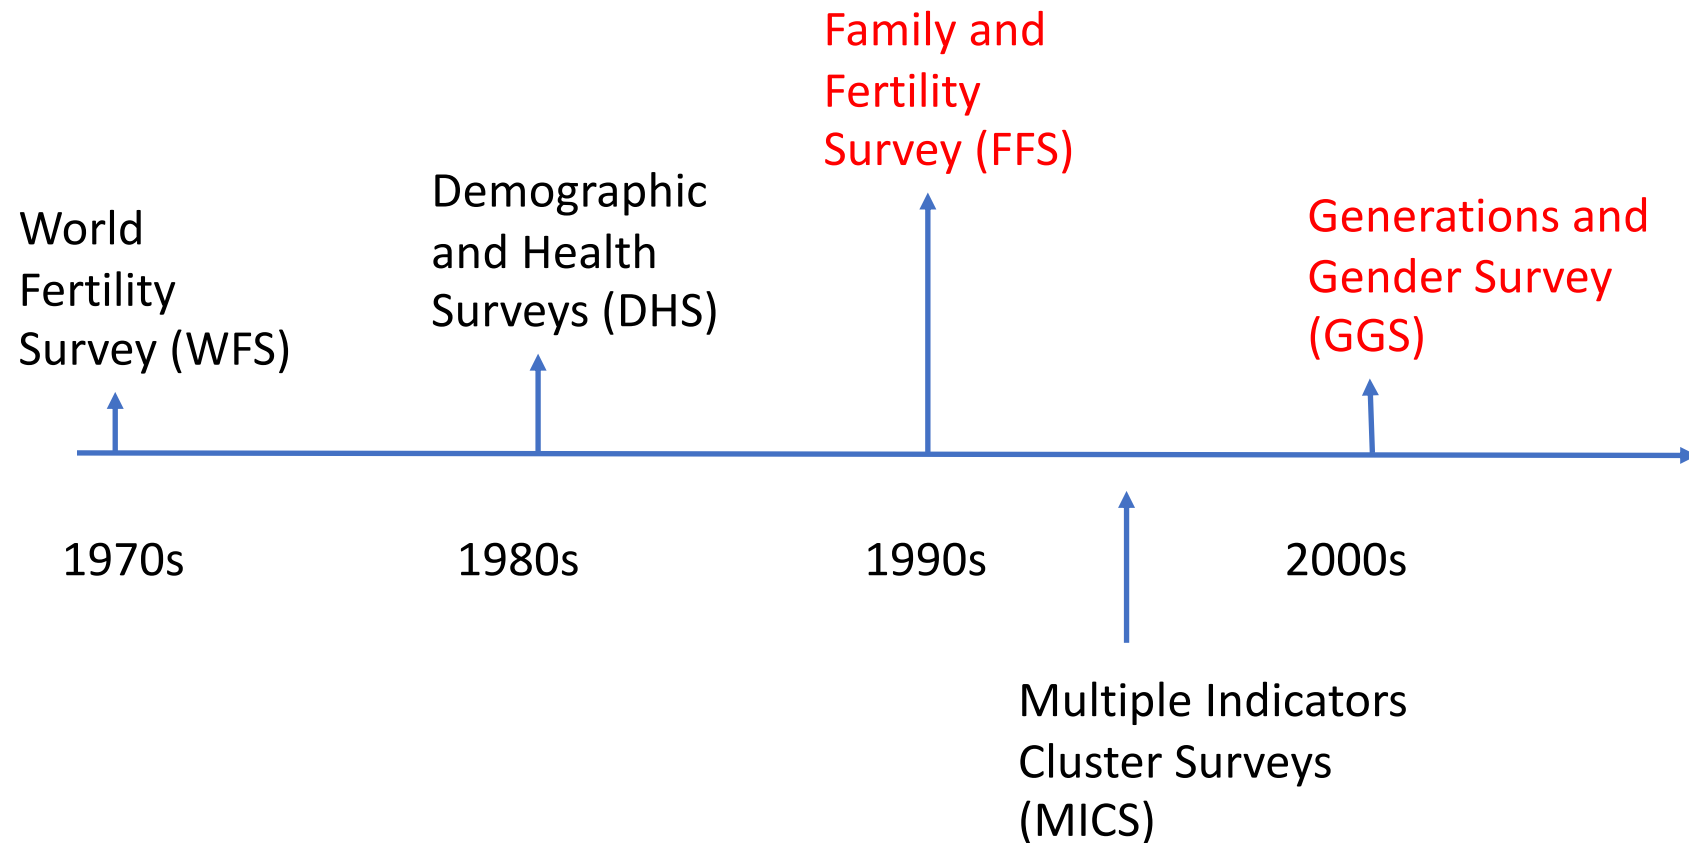 Family and
Fertility
Survey (FFS)
Demographic
and Health
Surveys (DHS)
World
Fertility
Survey (WFS)
Generations and
Gender Survey
(GGS)
1970s
1980s
1990s
2000s
Multiple Indicators
Cluster Surveys
(MICS)